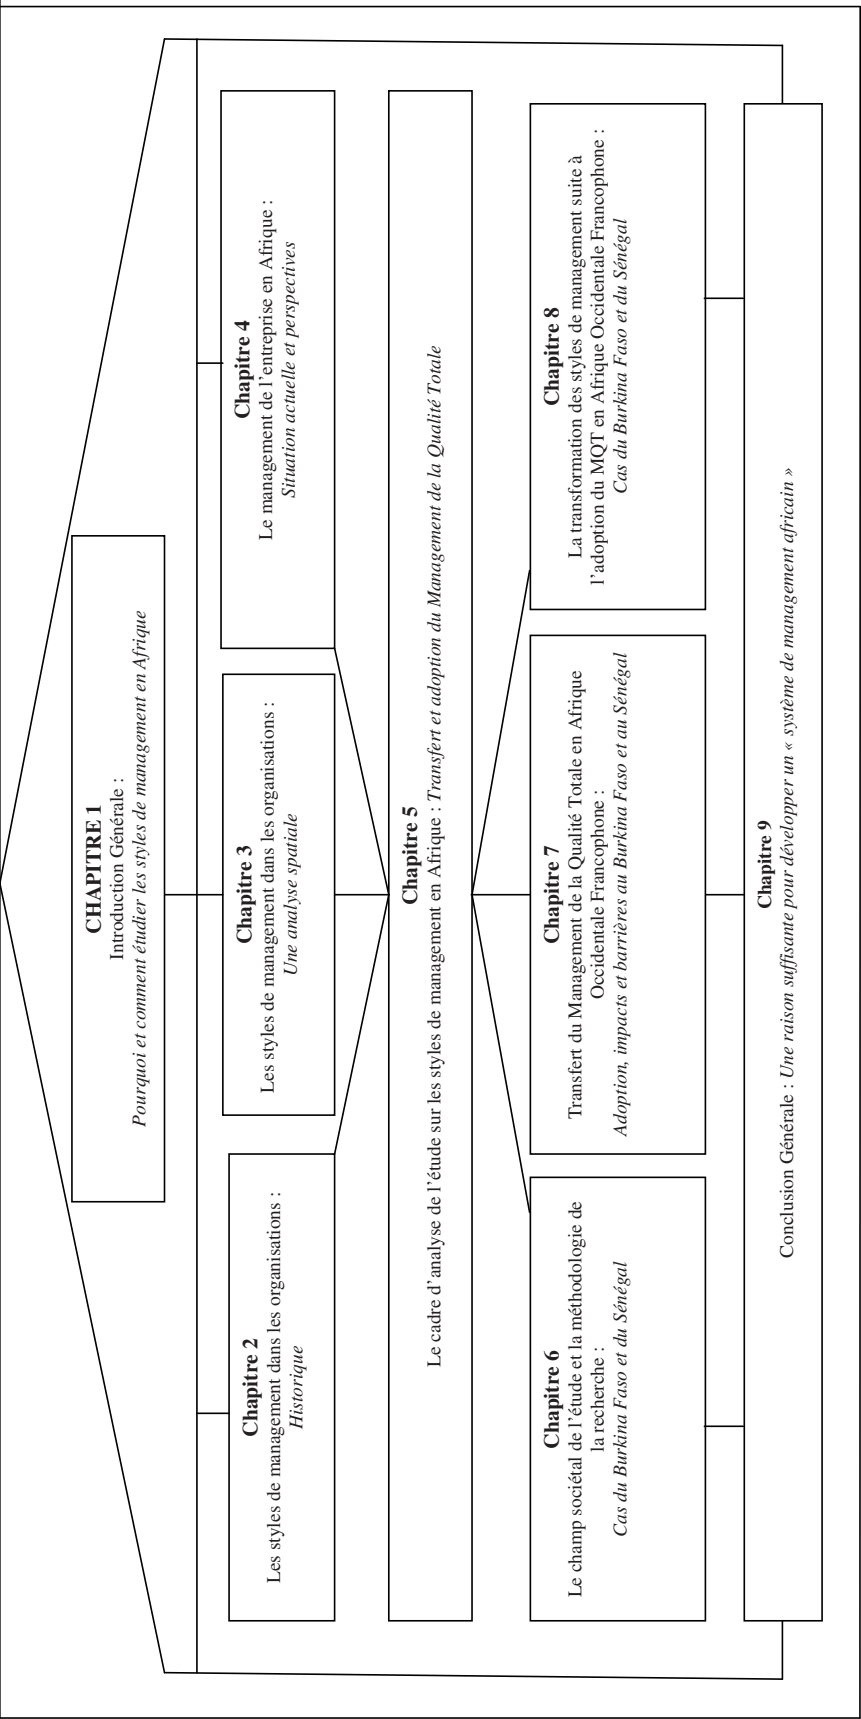 CHAPITRE 1
Introduction Générale :
Pourquoi et comment étudier les styles de management en Afrique
Chapitre 2
Les styles de management dans les organisations :
Historique
Chapitre 3
Les styles de management dans les organisations :
Une analyse spatiale
Chapitre 4
Le management de l'entreprise en Afrique :
Situation actuelle et perspectives
Chapitre 5
Le cadre d'analyse de l'étude sur les styles de management en Afrique : Transfert et adoption du Management de la Qualité Totale
Chapitre 6
Le champ sociétal de l'étude et la méthodologie de
la recherche :
Cas du Burkina Faso et du Sénégal
Chapitre 7
Transfert du Management de la Qualité Totale en Afrique
Occidentale Francophone :
Adoption, impacts et barrières au Burkina Faso et au Sénégal
Chapitre 8
La transformation des styles de management suite à
l'adoption du MQT en Afrique Occidentale Francophone :
Cas du Burkina Faso et du Sénégal
Chapitre 9
Conclusion Générale : Une raison suffisante pour développer un « système de management africain »